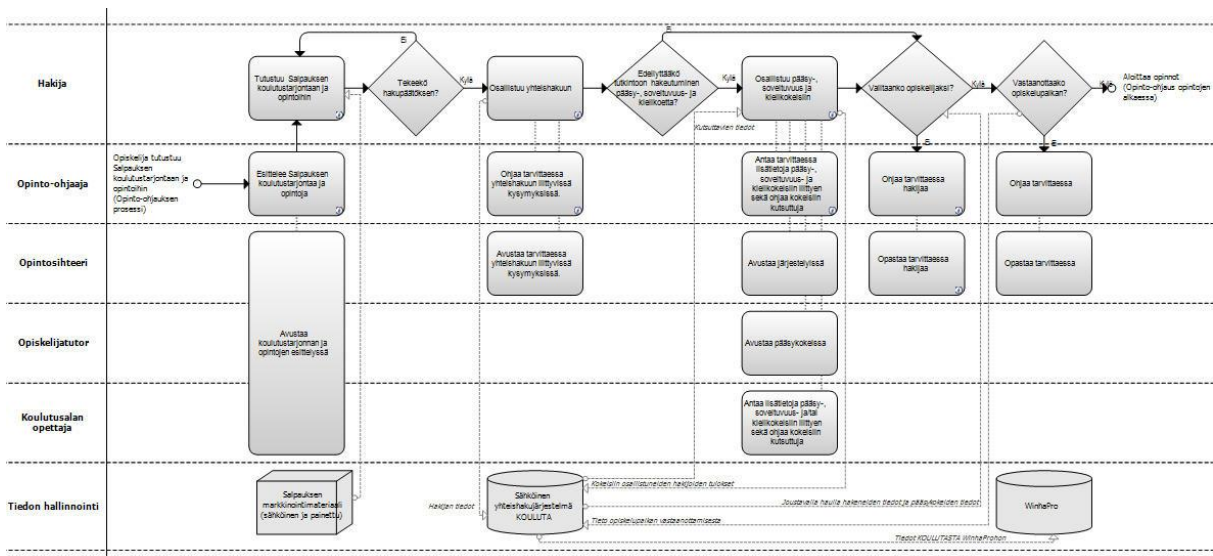 Hakija
Tutustuu Salpauksen
koulutustarjontaan ja
opintoihin
Ei
Tekeekö
hakupäätöksen?
Kyllä
Osallistuu yhteishakuun
Edellyttääkö
tutkintoon hakeutuminen
pääsy-, soveltuvuus- ja
kielikoetta?
Kyllä
Ei
Osallistuu pääsy-,
soveltuvuus ja
kielikokeisiin
Valitaanko opiskelijaksi?
Kyllä
Ei
Vastaanottaako
opiskelupaikan?
Kyllä
Ei
Aloittaa opinnot
(Opinto-ohjaus opintojen
alkaessa)
Kutsuttavien tiedot
Opinto-ohjaaja
Opiskelija tutustuu
Salpauksen
koulutustarjontaan ja
opintoihin
(Opinto-ohjauksen
prosessi)
Esittelee Salpauksen
koulutustarjontaa ja
opintoja
Ohjaa tarvittaessa
yhteishakuun liittyvissä
kysymyksissä.
Antaa tarvittaessa
lisätietoja pääsy-,
soveltuvuus- ja
kielikokeisiin liittyen
sekä ohjaa kokeisiin
kutsuttuja
Ohjaa tarvittaessa
hakijaa
Ohjaa tarvittaessa
Opintosihteeri
Avustaa tarvittaessa
yhteishakuun liittyvissä
kysymyksissä.
Avustaa järjestelyissä
Opastaa tarvittaessa
hakijaa
Opastaa tarvittaessa
Opiskelijatutor
Avustaa
koulutustarjonnan ja
opintojen esittelyssä
Avustaa pääsykokeissa
Koulutusalan
opettaja
Antaa lisätietoja pääsy-,
soveltuvuus- ja/tai
kielikokeisiin liittyen
sekä ohjaa kokeisiin
kutsuttuja
Tiedon hallinnointi
Salpauksen
markkinointimateriaali
(sähköinen ja painettu)
Hakijan tiedot
Sähköinen
yhteishakujärjestelmä
KOULUTA
Kokeisiin osallistuneiden hakijoiden tulokset
Joustavalla haulla hakeneiden tiedot ja pääsykokeiden tiedot
Tieto opiskelupaikan vastaanottamisesta
Tiedot KOULUTASTA WinhaProhon
WinhaPro